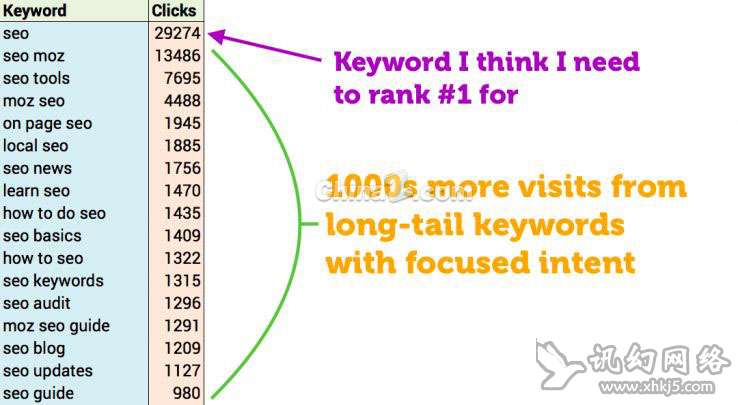 Keyword Clicks
seo 29274
seo moz 13486
seo tools 7695
moz seo 4488
on page seo 1945
local seo 1885
seo news 1756
learn seo 1470
how to do seo 1435
seo basics 1409
how to seo 1322
seo keywords 1315
seo audit 1296
moz seo guide 1291
seo blog 1209
seo updates 1127
seo guide 980
Keyword I think I need
to rank #1 for
1000s more visits from
long-tail keywords
with focused intent
讯幻网络
www.xhkj5.com